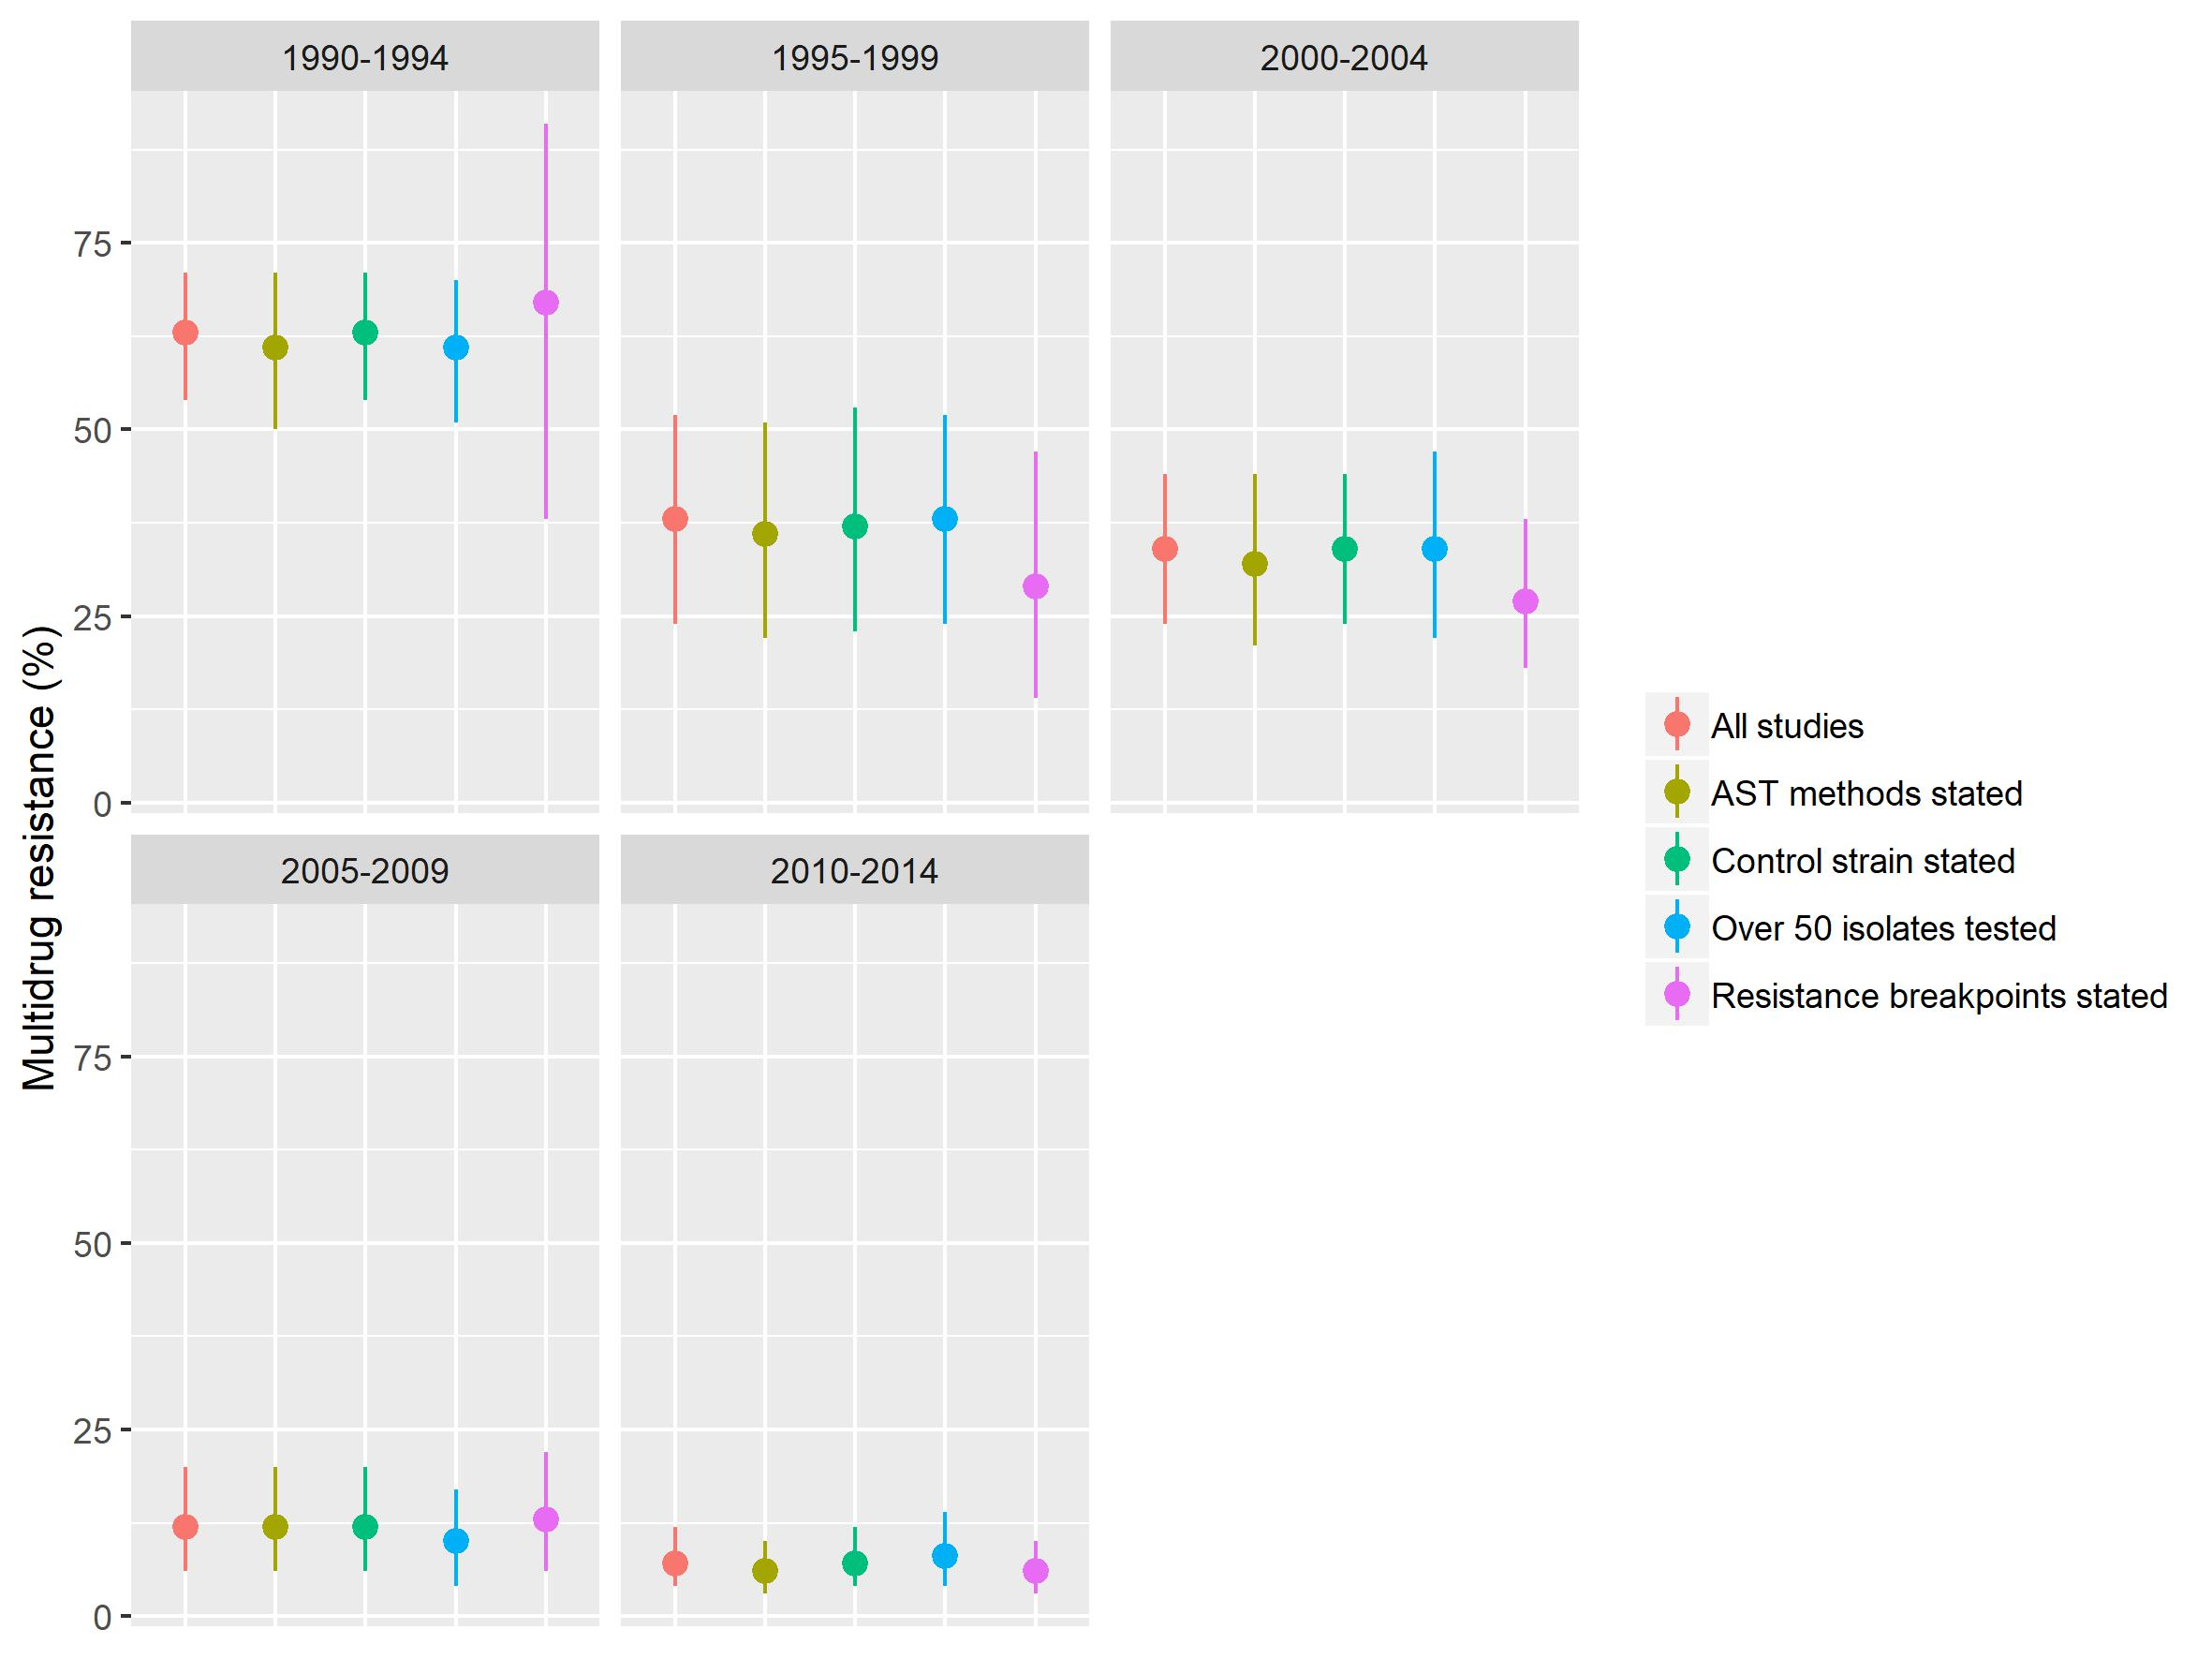 1990-1994
1995-1999
2000-2004
75
50
25
0
2005-2009
2010-2014
75
50
25
0
Multidrug resistance (%)
All studies
AST methods stated
Control strain stated
Over 50 isolates tested
Resistance breakpoints stated